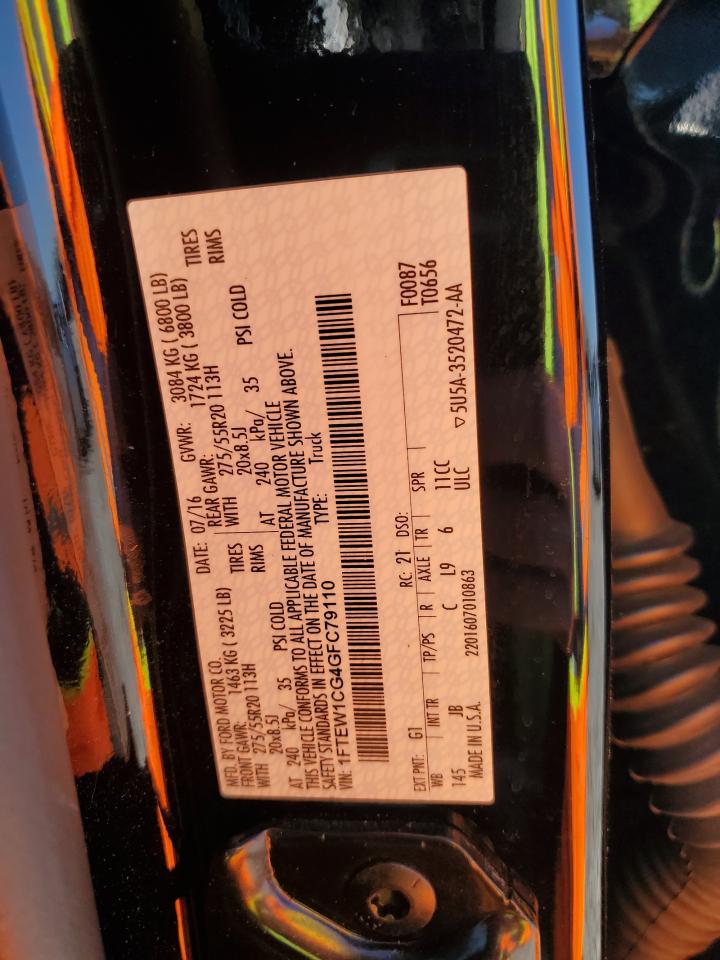 MFD. BY FORD MOTOR CO. DATE: 07/16 GVWR: 3084 KG ( 6800 LB)
FRONT GAWR: 1463 KG ( 3225 LB) REAR GAWR: 1724 KG ( 3800 LB)
WITH 275/55R20 113H TIRES WITH 275/55R20 113H TIRES
20x8.5J RIMS 20x8.5J RIMS
AT 240 kPa/ 35 PSI COLD AT 240 kPa/ 35 PSI COLD
THIS VEHICLE CONFORMS TO ALL APPLICABLE FEDERAL MOTOR VEHICLE
SAFETY STANDARDS IN EFFECT ON THE DATE OF MANUFACTURE SHOWN ABOVE.
VIN: 1FTEW1CG4GFC79110 TYPE: Truck
F0087
EXT PNT: G1 RC: 21 DSO: T0656
WB INT TR TP/PS R AXLE TR SPR
145 JB C L9 6 11CC
ULC
MADE IN U.S.A. 2201607010863 ▽5U5A-3520472-AA